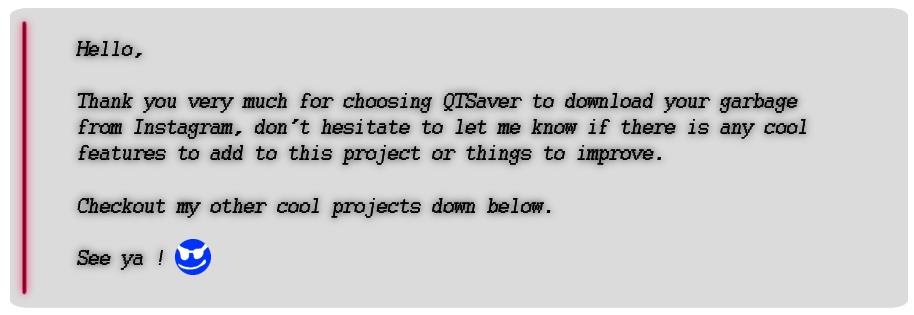 Hello,
Thank you very much for choosing QTSaver to download your garbage
from Instagram, don't hesitate to let me know if there is any cool
features to add to this project or things to improve.
Checkout my other cool projects down below.
See ya !